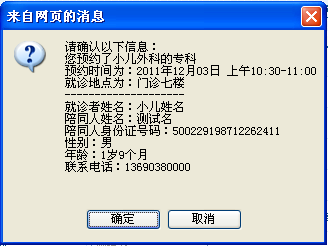 来自网页的消息
请确认以下信息：
您预约了小儿外科的专科
预约时间为：2011年12月03日 上午10:30-11:00
就诊地点为：门诊七楼
--------------------------------
就诊者姓名：小儿姓名
陪同人姓名：测试名
陪同人身份证号码：500229198712262411
性别：男
年龄：1岁9个月
联系电话：13690380000
确定
取消